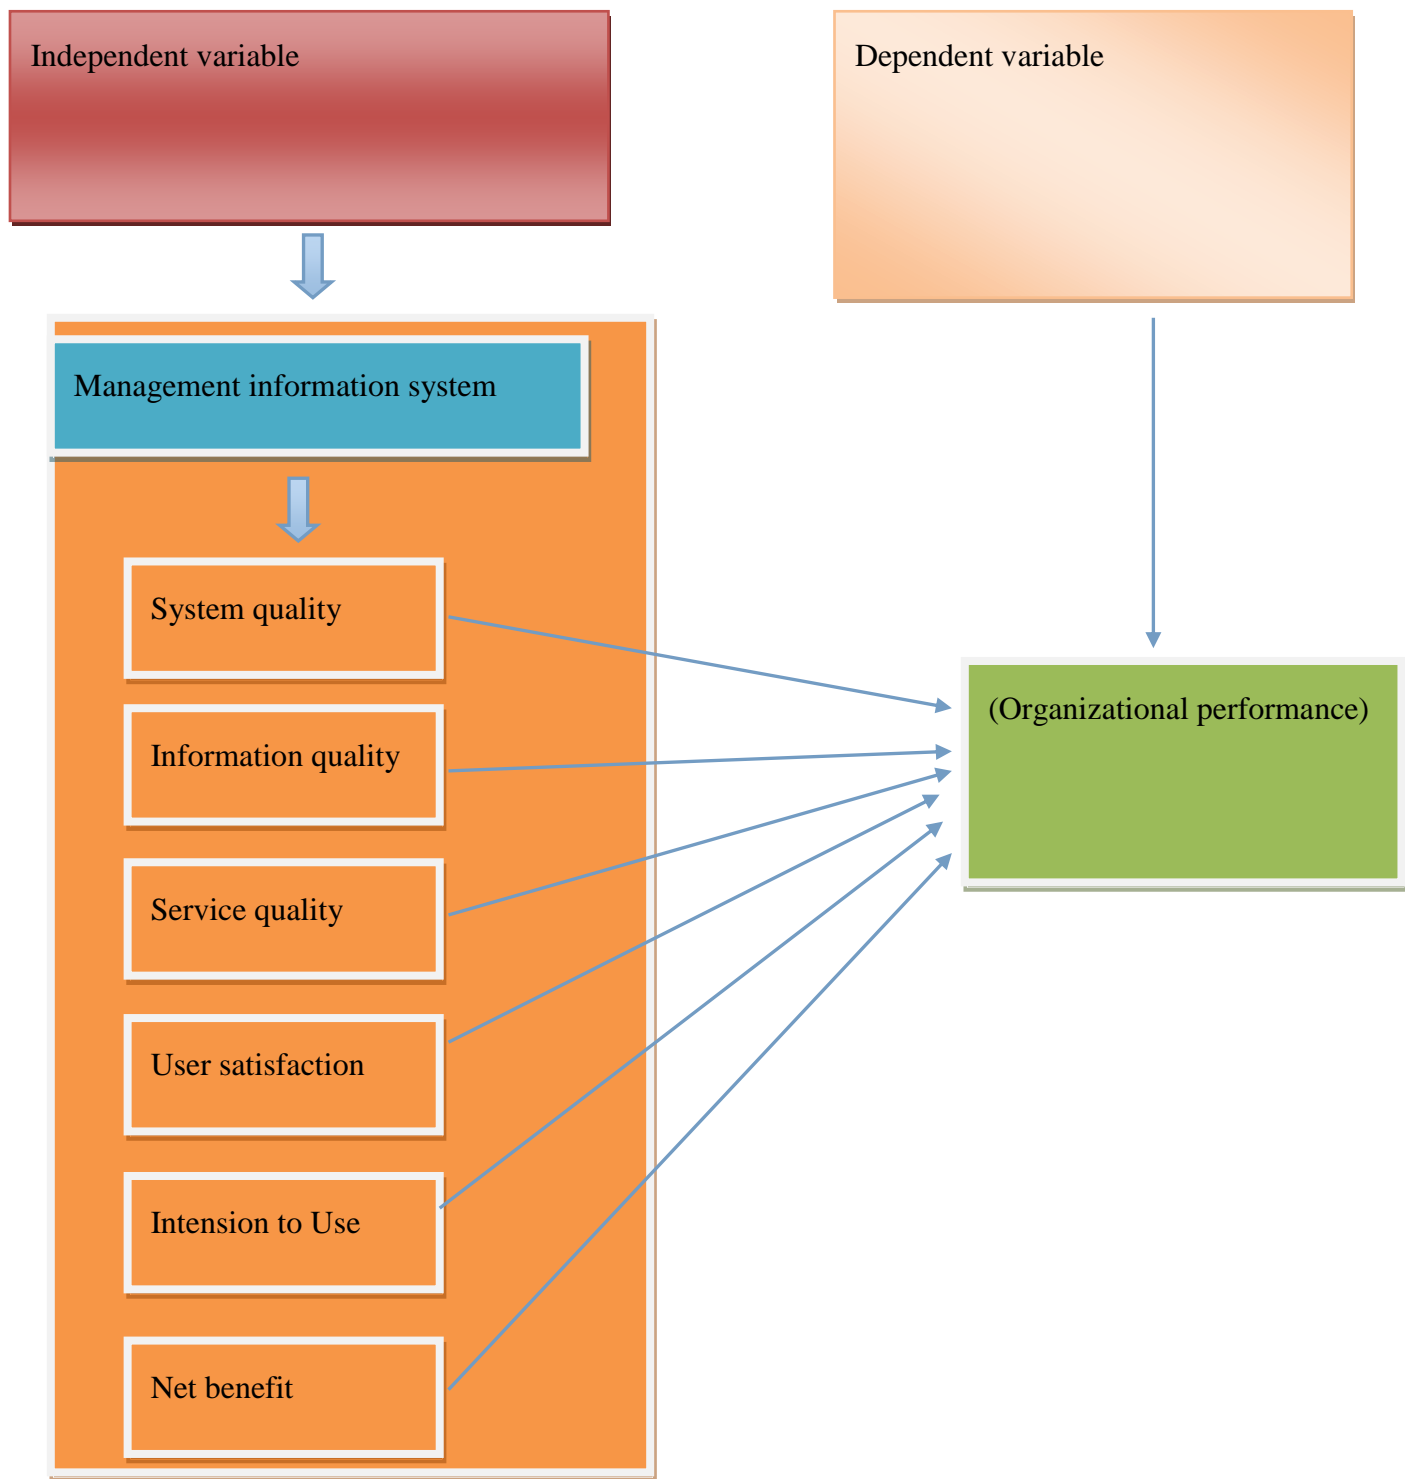 Independent variable
Dependent variable
Management information system
System quality
(Organizational performance)
Information quality
Service quality
User satisfaction
Intension to Use
Net benefit